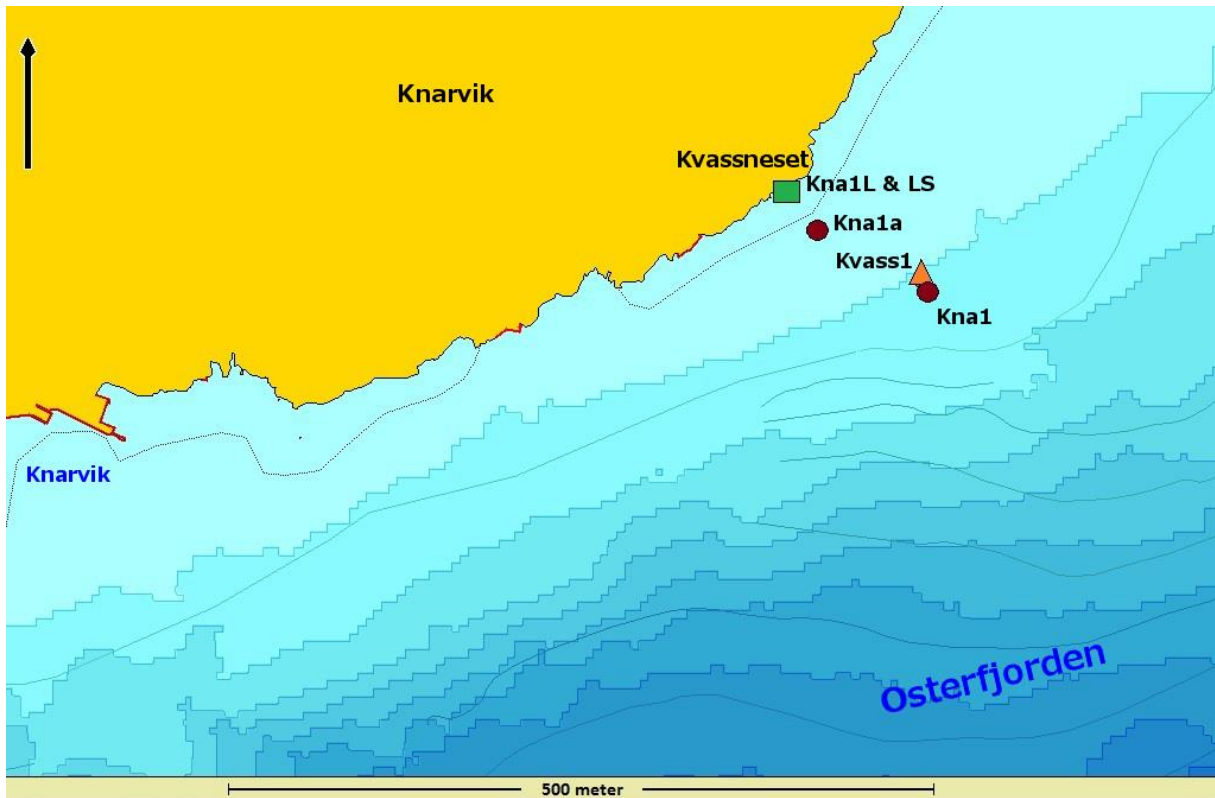 Knarvik
Kvassneset
Kna1L & LS
Kna1a
Kvass1
Kna1
Knarvik
Osterfjorden
500 meter